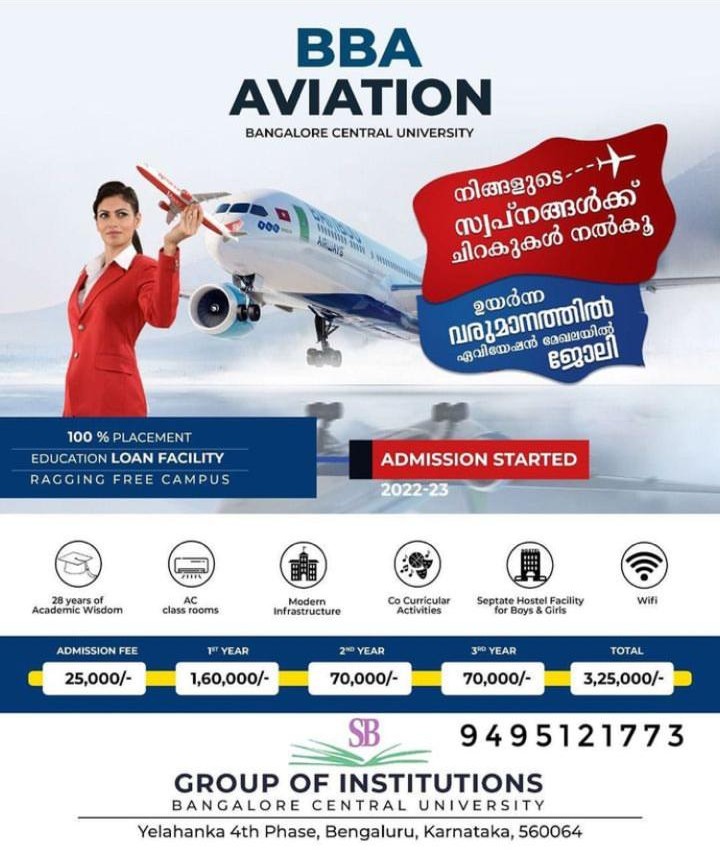 BBA
AVIATION
BANGALORE CENTRAL UNIVERSITY
നിങ്ങളുടെ
സ്വപ്നങ്ങൾക്ക്
ചിറകുകൾ നൽകൂ
ഉയർന്ന
വരുമാനത്തിൽ
ഏവിയേഷൻ മേഖലയിൽ
ജോലി
BAMBOO
AIRWAYS
100 % PLACEMENT
EDUCATION LOAN FACILITY
RAGGING FREE CAMPUS
ADMISSION STARTED
2022-23
28 years of
Academic Wisdom
AC
class rooms
Modern
Infrastructure
Co Curricular
Activities
HOSTEL
Septate Hostel Facility
for Boys & Girls
Wifi
ADMISSION FEE 1ST YEAR 2ND YEAR 3RD YEAR TOTAL
25,000/- 1,60,000/- 70,000/- 70,000/- 3,25,000/-
SB
9495121773
GROUP OF INSTITUTIONS
BANGALORE CENTRAL UNIVERSITY
Yelahanka 4th Phase, Bengaluru, Karnataka, 560064